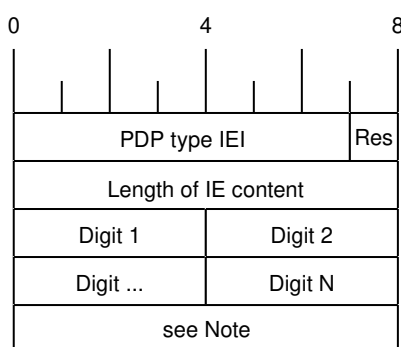 0 4 8
PDP type IEI Res
Length of IE content
Digit 1 Digit 2
Digit ... Digit N
see Note